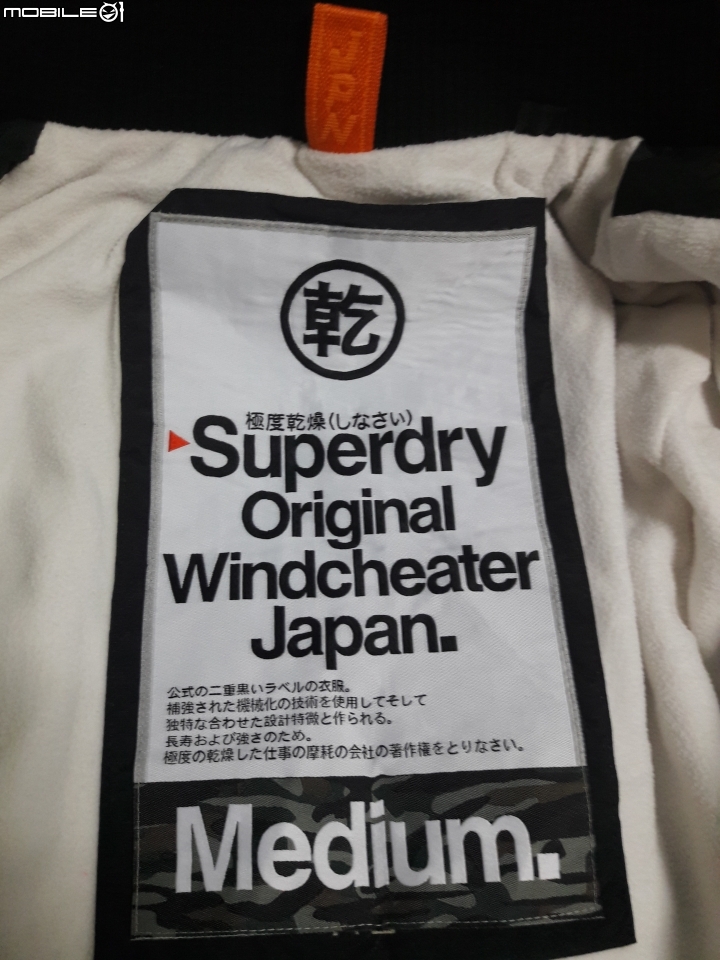 MOBILE01
JPN
乾
極度乾燥(しなさい)
Superdry
Original
Windcheater
Japan.
公式の二重黒いラベルの衣服。
補強された機械化の技術を使用してそして
独特な合わせた設計特徴と作られる。
長寿および強さのため。
極度の乾燥した仕事の摩耗の会社の著作権をとりなさい。
Medium.